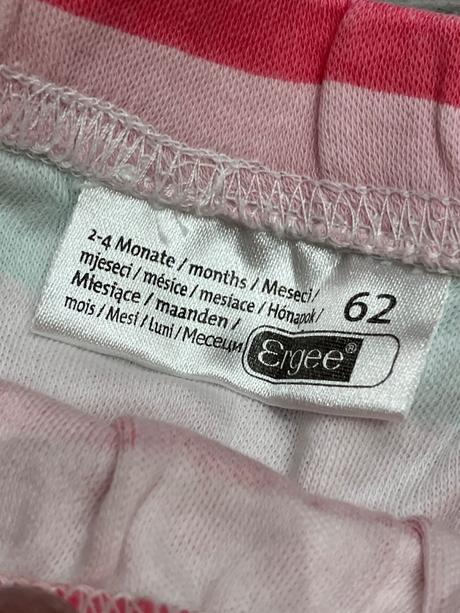 2-4 Monate / months / Meseci/
mjeseci / měsíce / mesiace / Hónapok/
Miesiące / maanden /
mois / Mesi / Luni / Месеци
62
Ergee®